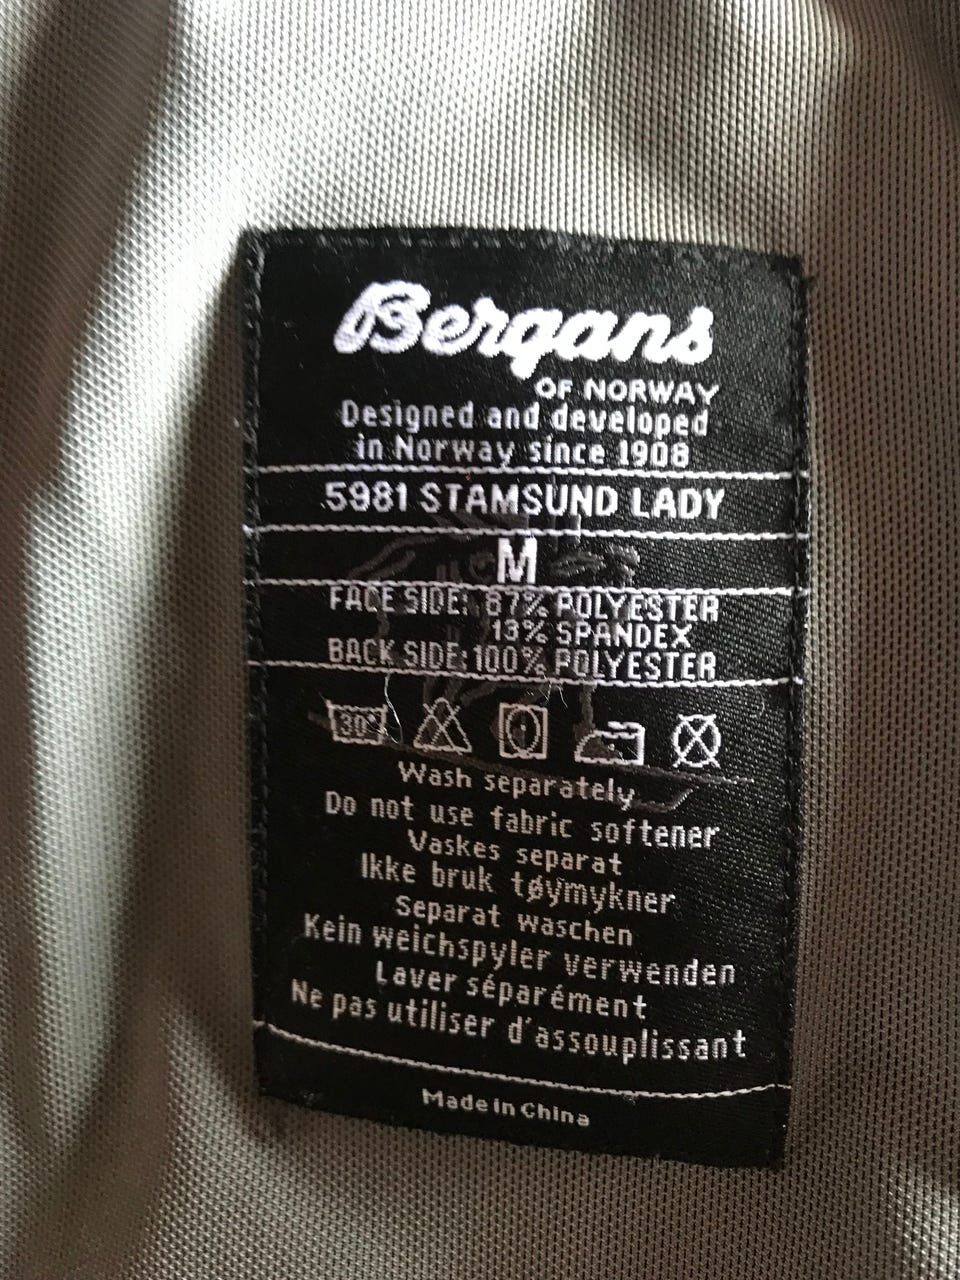 Bergans
OF NORWAY
Designed and developed
in Norway since 1908
5981 STAMSUND LADY
M
FACE SIDE: 87% POLYESTER
13% SPANDEX
BACK SIDE: 100% POLYESTER
30°
Wash separately
Do not use fabric softener
Vaskes separat
Ikke bruk tøymykner
Separat waschen
Kein weichspyler verwenden
Laver séparément
Ne pas utiliser d'assouplissant
Made in China